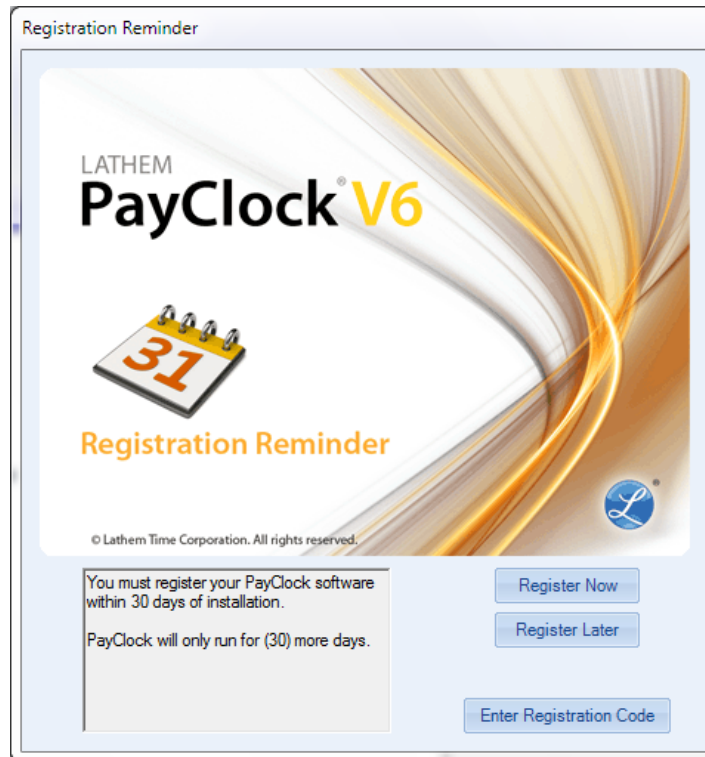 Registration Reminder
LATHEM
PayClock® V6
31
Registration Reminder
L ®
© Lathem Time Corporation. All rights reserved.
You must register your PayClock software
within 30 days of installation.
PayClock will only run for (30) more days.
Register Now
Register Later
Enter Registration Code